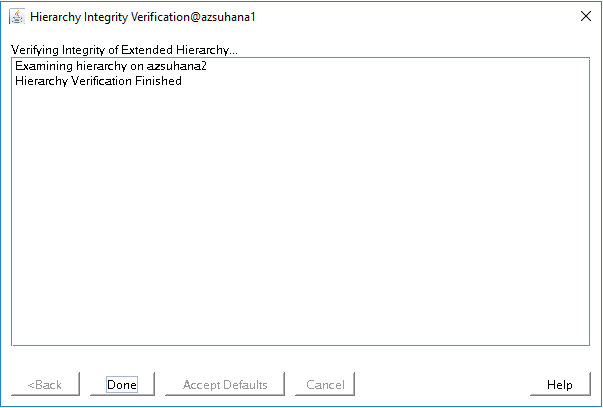 Hierarchy Integrity Verification@azsuhana1
Verifying Integrity of Extended Hierarchy...
Examining hierarchy on azsuhana2
Hierarchy Verification Finished
<Back
Done
Accept Defaults
Cancel
Help